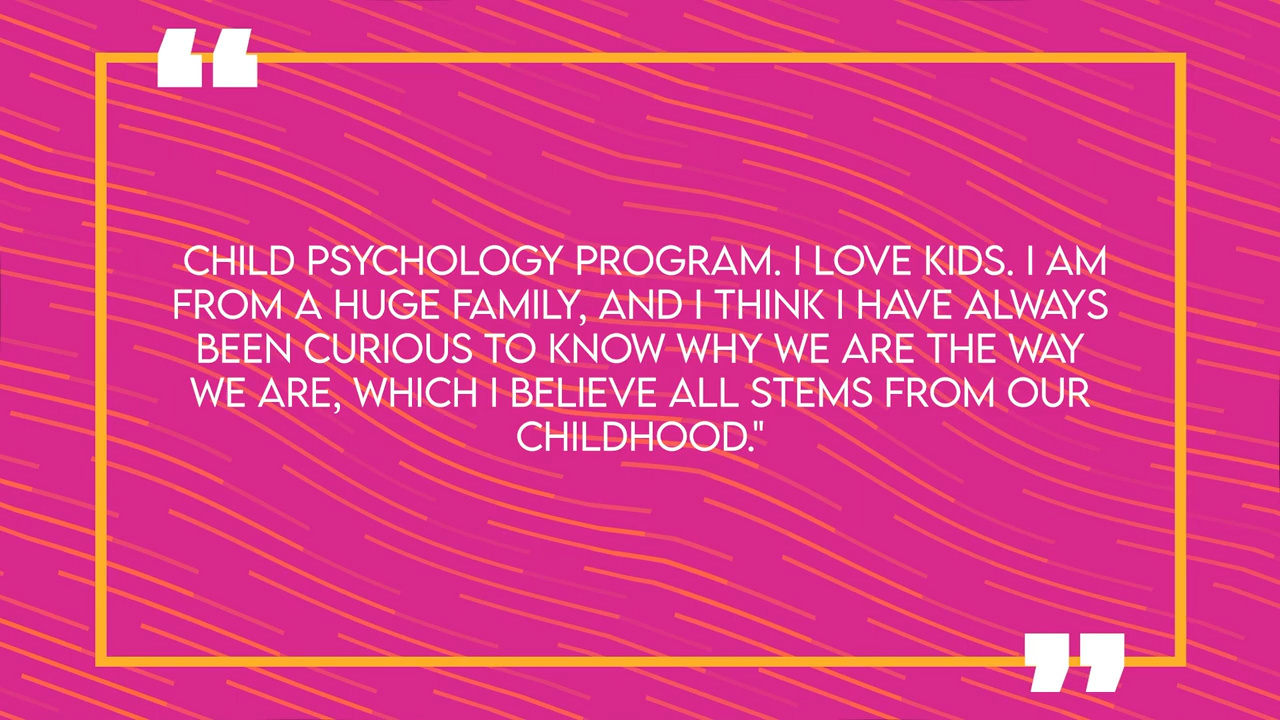 CHILD PSYCHOLOGY PROGRAM. I LOVE KIDS. I AM
FROM A HUGE FAMILY, AND I THINK I HAVE ALWAYS
BEEN CURIOUS TO KNOW WHY WE ARE THE WAY
WE ARE, WHICH I BELIEVE ALL STEMS FROM OUR
CHILDHOOD."